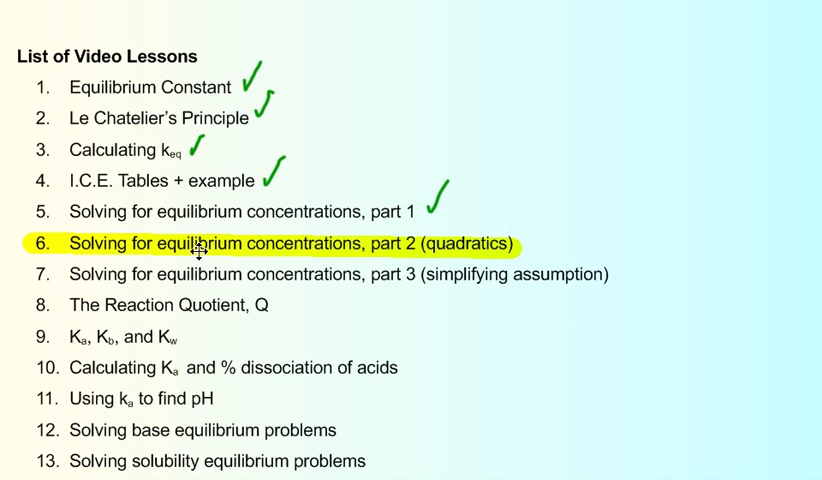 List of Video Lessons
1. Equilibrium Constant
2. Le Chatelier’s Principle
3. Calculating keq
4. I.C.E. Tables + example
5. Solving for equilibrium concentrations, part 1
6. Solving for equilibrium concentrations, part 2 (quadratics)
7. Solving for equilibrium concentrations, part 3 (simplifying assumption)
8. The Reaction Quotient, Q
9. Ka, Kb, and Kw
10. Calculating Ka and % dissociation of acids
11. Using ka to find pH
12. Solving base equilibrium problems
13. Solving solubility equilibrium problems